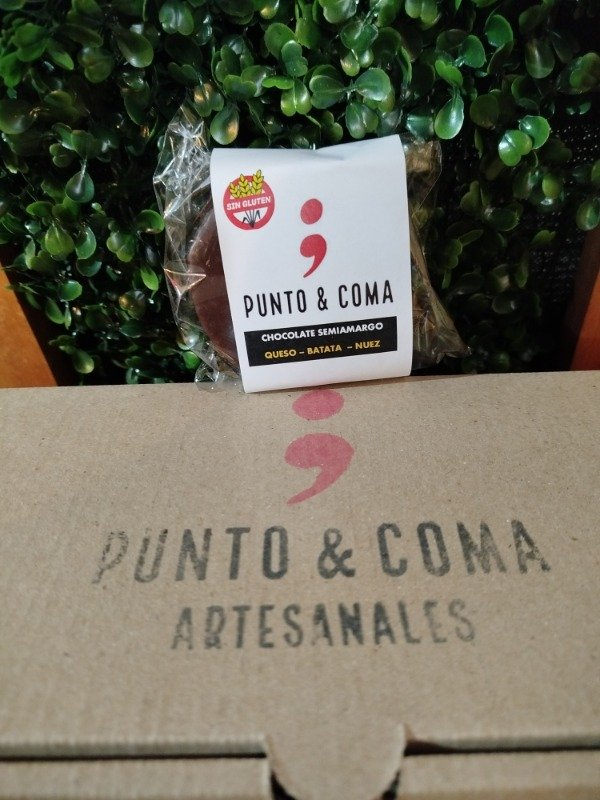 SIN GLUTEN
;
PUNTO & COMA
CHOCOLATE SEMIAMARGO
QUESO – BATATA – NUEZ
;
PUNTO & COMA
ARTESANALES